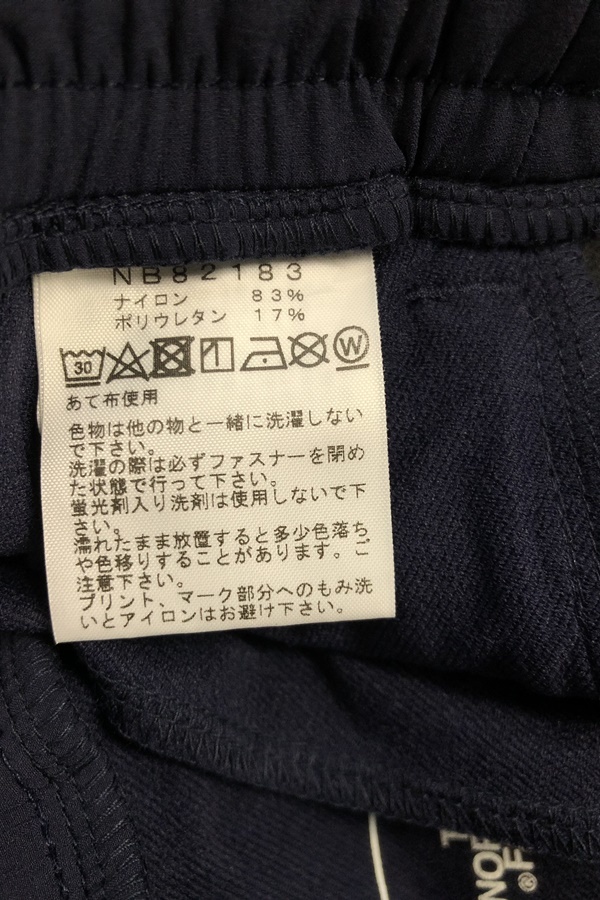 NB82183
ナイロン 83%
ポリウレタン 17%
30 W
あて布使用
色物は他の物と一緒に洗濯しない
で下さい。
洗濯の際は必ずファスナーを閉め
た状態で行って下さい。
蛍光剤入り洗剤は使用しないで下
さい。
濡れたまま放置すると多少色落ち
や色移りすることがあります。ご
注意下さい。
プリント、マーク部分へのもみ洗
いとアイロンはお避け下さい。